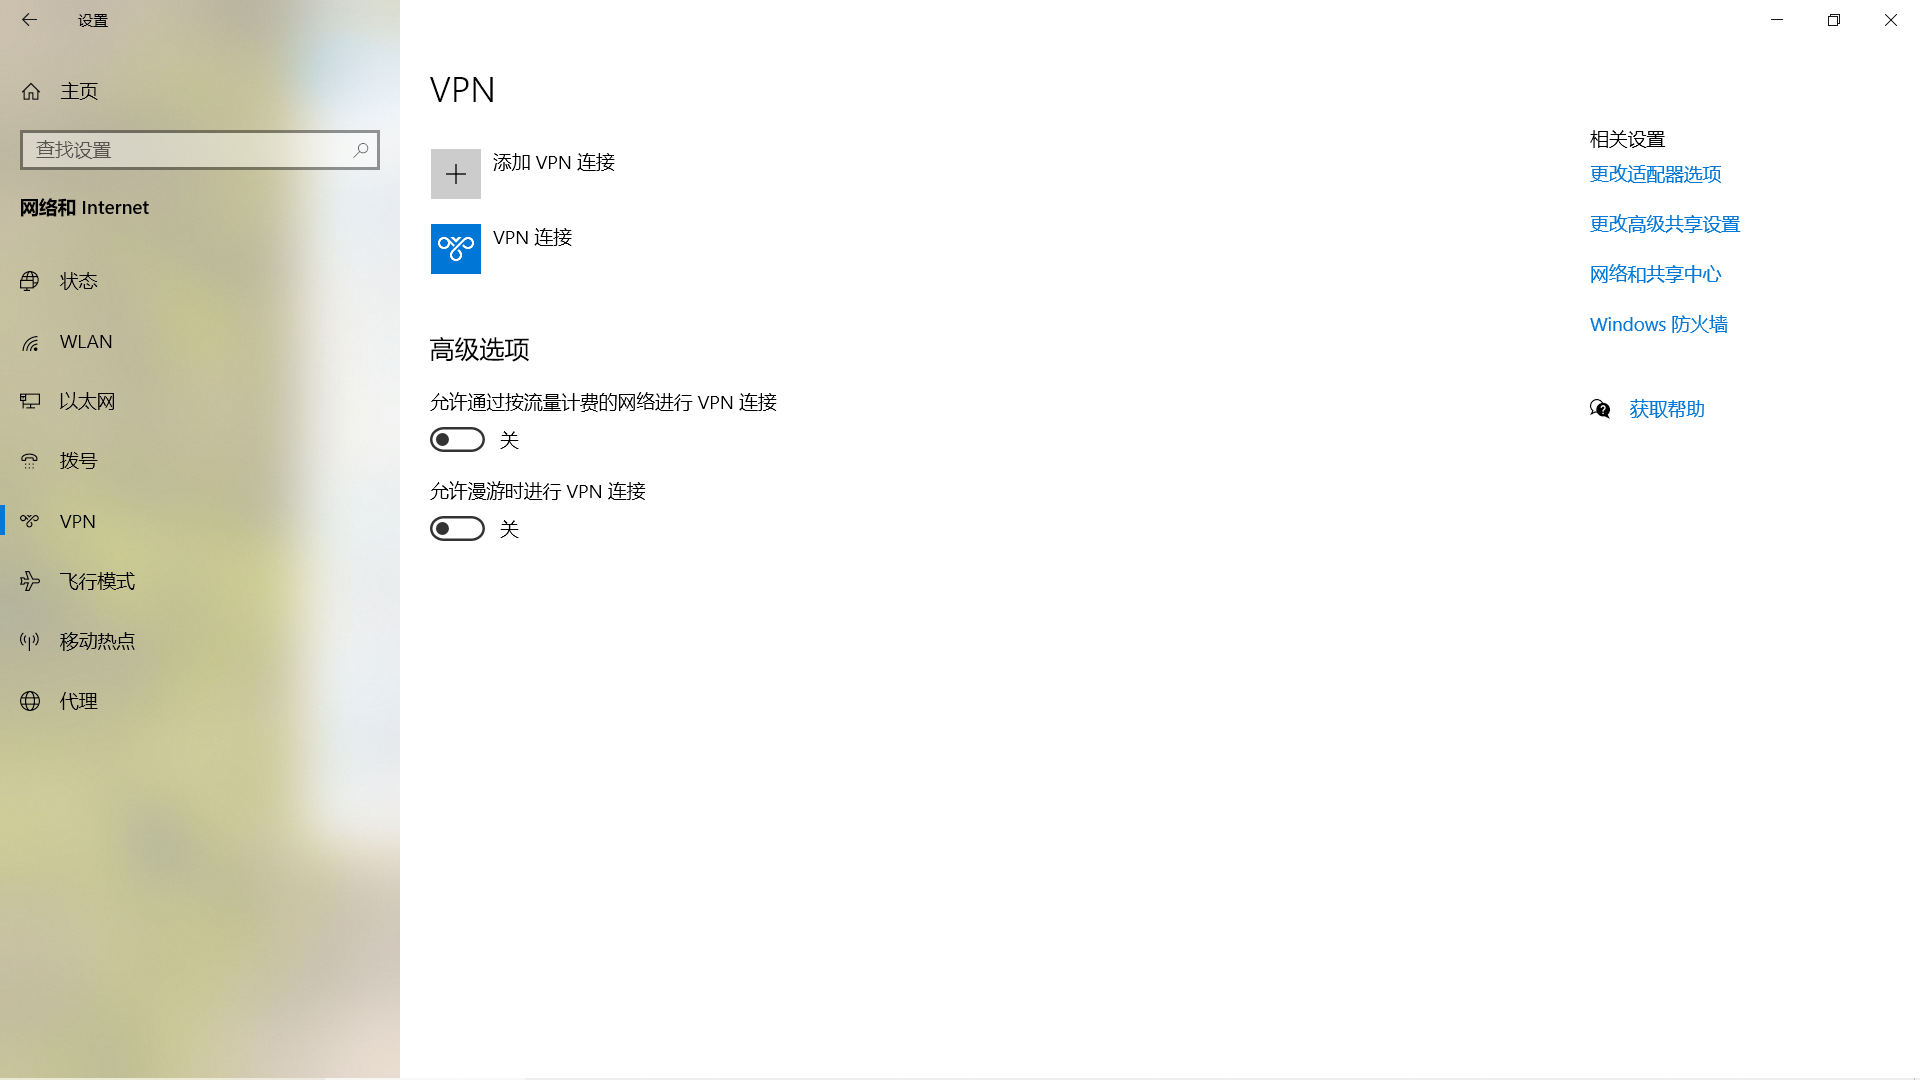 设置
主页
查找设置
网络和 Internet
状态
WLAN
以太网
拨号
VPN
飞行模式
移动热点
代理
VPN
添加 VPN 连接
VPN 连接
高级选项
允许通过按流量计费的网络进行 VPN 连接
关
允许漫游时进行 VPN 连接
关
相关设置
更改适配器选项
更改高级共享设置
网络和共享中心
Windows 防火墙
获取帮助